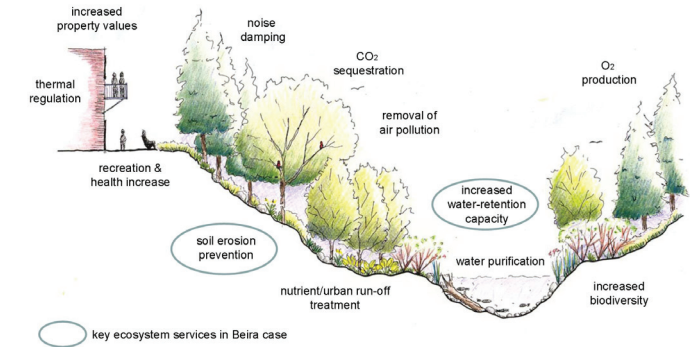 increased
property values
noise
damping
CO₂
sequestration
O₂
production
thermal
regulation
removal of
air pollution
recreation &
health increase
increased
water-retention
capacity
soil erosion
prevention
water purification
nutrient/urban run-off
treatment
increased
biodiversity
key ecosystem services in Beira case